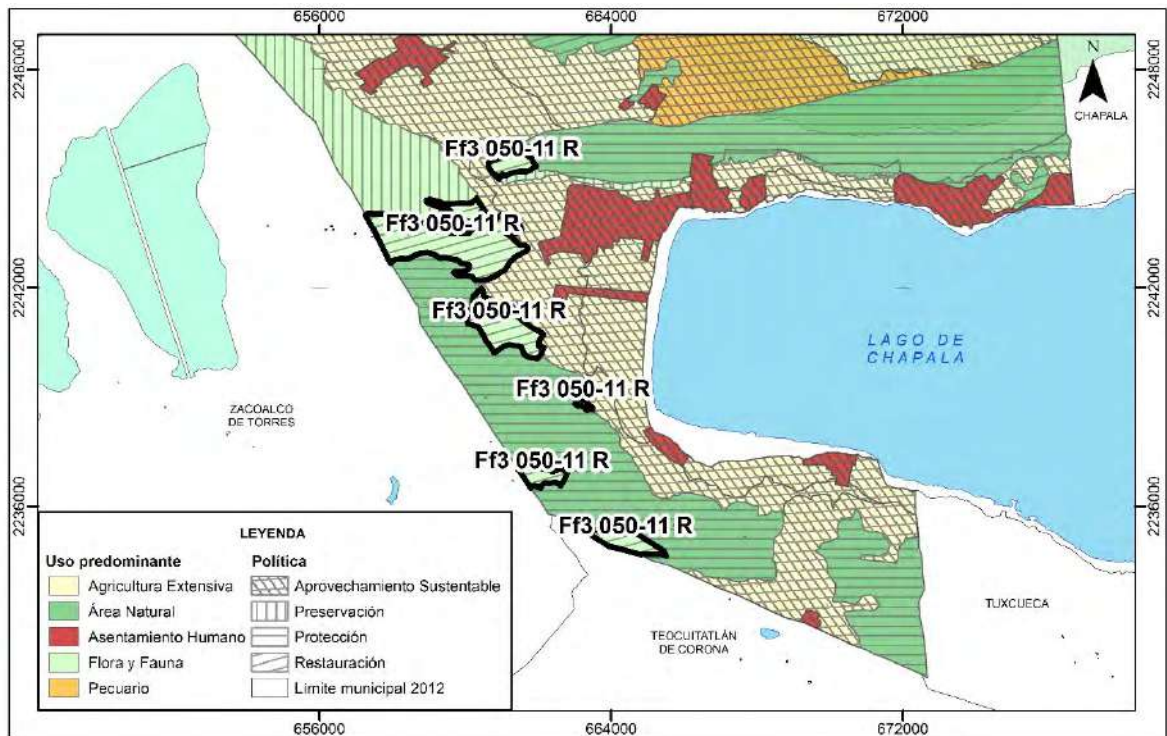 656000 664000 672000
2248000 2248000
N
CHAPALA
Ff3 050-11 R
Ff3 050-11 R
2242000 2242000
Ff3 050-11 R
LAGO DE
CHAPALA
Ff3 050-11 R
ZACOALCO
DE TORRES
Ff3 050-11 R
2236000 2236000
Ff3 050-11 R
LEYENDA
Uso predominante
Agricultura Extensiva
Área Natural
Asentamiento Humano
Flora y Fauna
Pecuario
Política
Aprovechamiento Sustentable
Preservación
Protección
Restauración
Limite municipal 2012
TUXCUECA
TEOCUITATLÁN
DE CORONA
656000 664000 672000